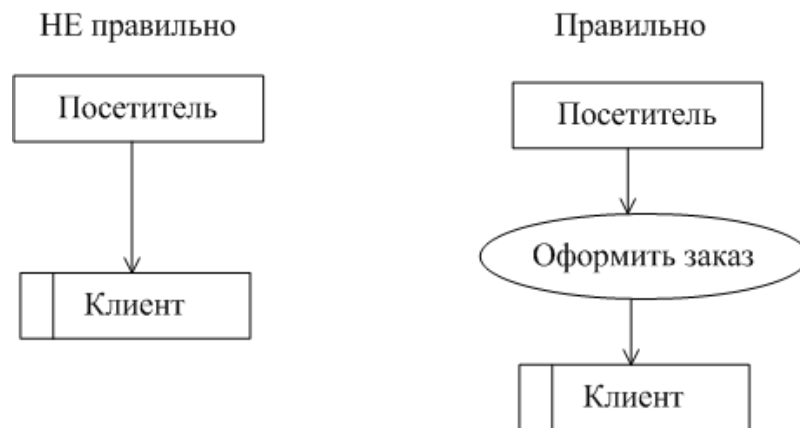 НЕ правильно
Посетитель
Клиент
Правильно
Посетитель
Оформить заказ
Клиент